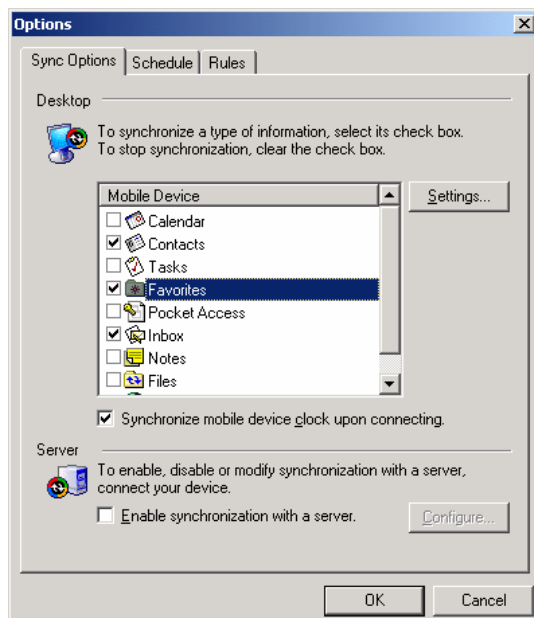 Options
Sync Options Schedule Rules
Desktop
To synchronize a type of information, select its check box.
To stop synchronization, clear the check box.
Mobile Device
Settings...
Calendar
Contacts
Tasks
Favorites
Pocket Access
Inbox
Notes
Files
Synchronize mobile device clock upon connecting.
Server
To enable, disable or modify synchronization with a server,
connect your device.
Enable synchronization with a server.
Configure...
OK Cancel